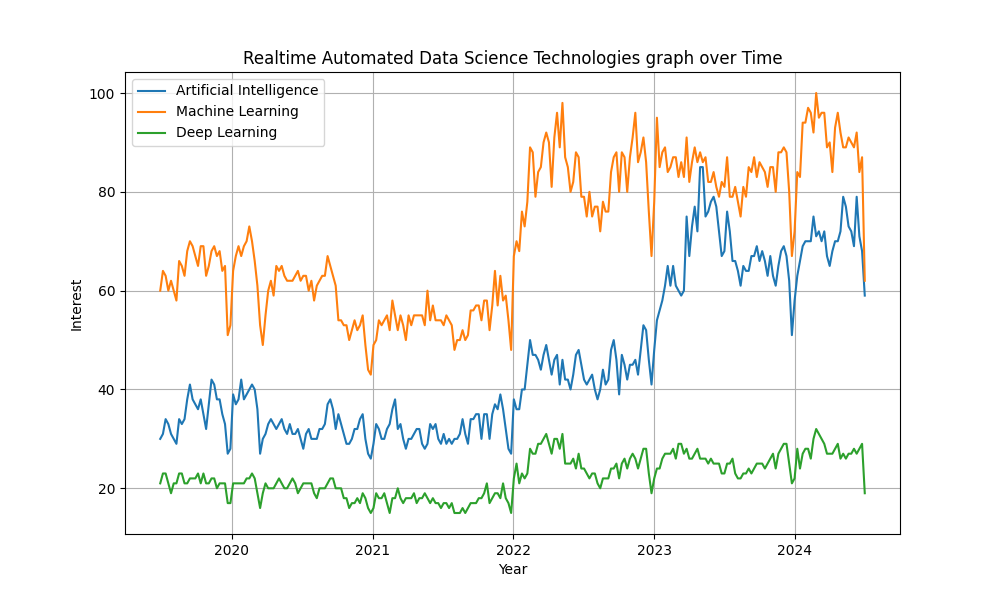 Realtime Automated Data Science Technologies graph over Time
Artificial Intelligence
Machine Learning
Deep Learning
100
80
60
40
20
Interest
2020 2021 2022 2023 2024
Year